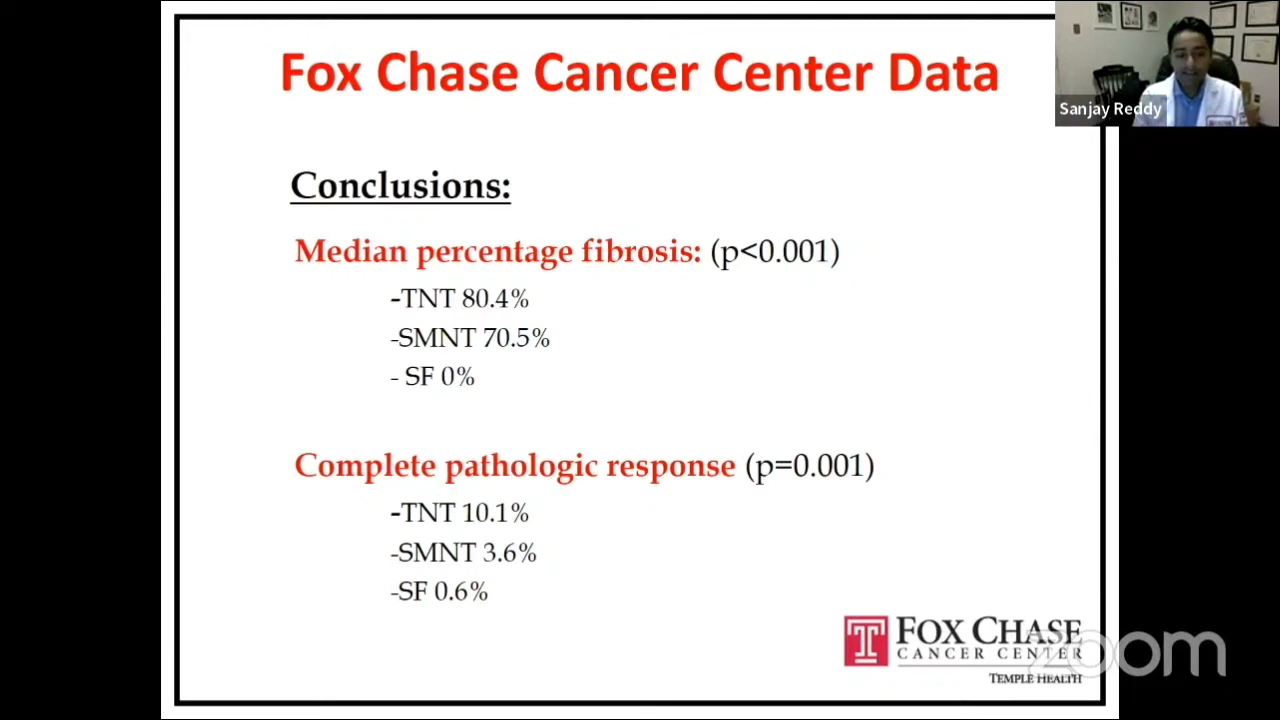 Fox Chase Cancer Center Data
Sanjay Reddy
Conclusions:
Median percentage fibrosis: (p<0.001)
-TNT 80.4%
-SMNT 70.5%
- SF 0%
Complete pathologic response (p=0.001)
-TNT 10.1%
-SMNT 3.6%
-SF 0.6%
FOX CHASE
CANCER CENTER
TEMPLE HEALTH
zoom